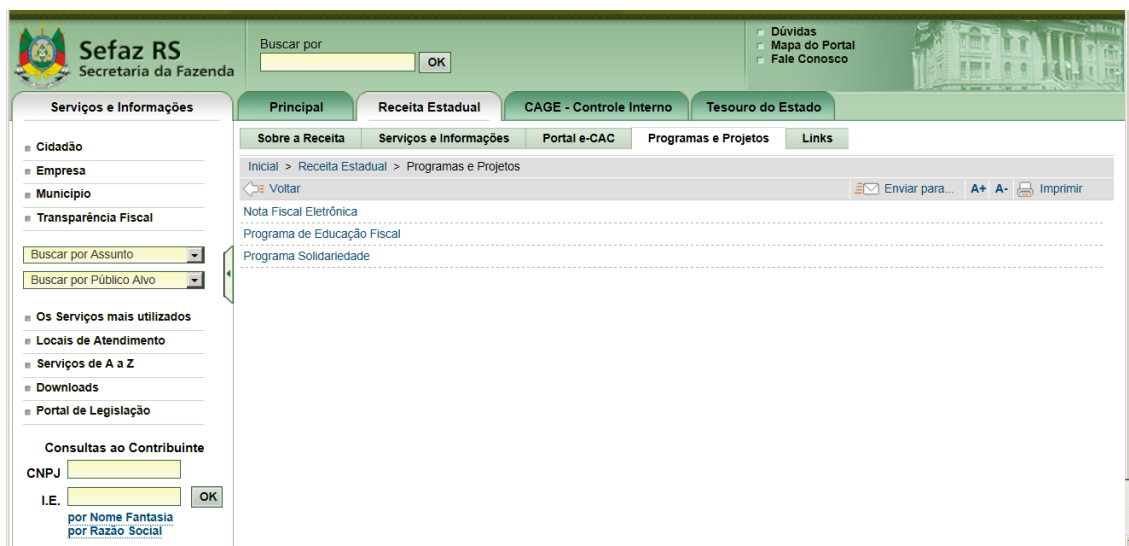 Sefaz RS
Secretaria da Fazenda
Buscar por
OK
Dúvidas
Mapa do Portal
Fale Conosco
Serviços e Informações
Principal
Receita Estadual
CAGE - Controle Interno
Tesouro do Estado
Sobre a Receita
Serviços e Informações
Portal e-CAC
Programas e Projetos
Links
Inicial > Receita Estadual > Programas e Projetos
Voltar
Enviar para... A+ A- Imprimir
Nota Fiscal Eletrônica
Programa de Educação Fiscal
Programa Solidariedade
Cidadão
Empresa
Município
Transparência Fiscal
Buscar por Assunto
Buscar por Público Alvo
Os Serviços mais utilizados
Locais de Atendimento
Serviços de A a Z
Downloads
Portal de Legislação
Consultas ao Contribuinte
CNPJ
I.E.
OK
por Nome Fantasia
por Razão Social